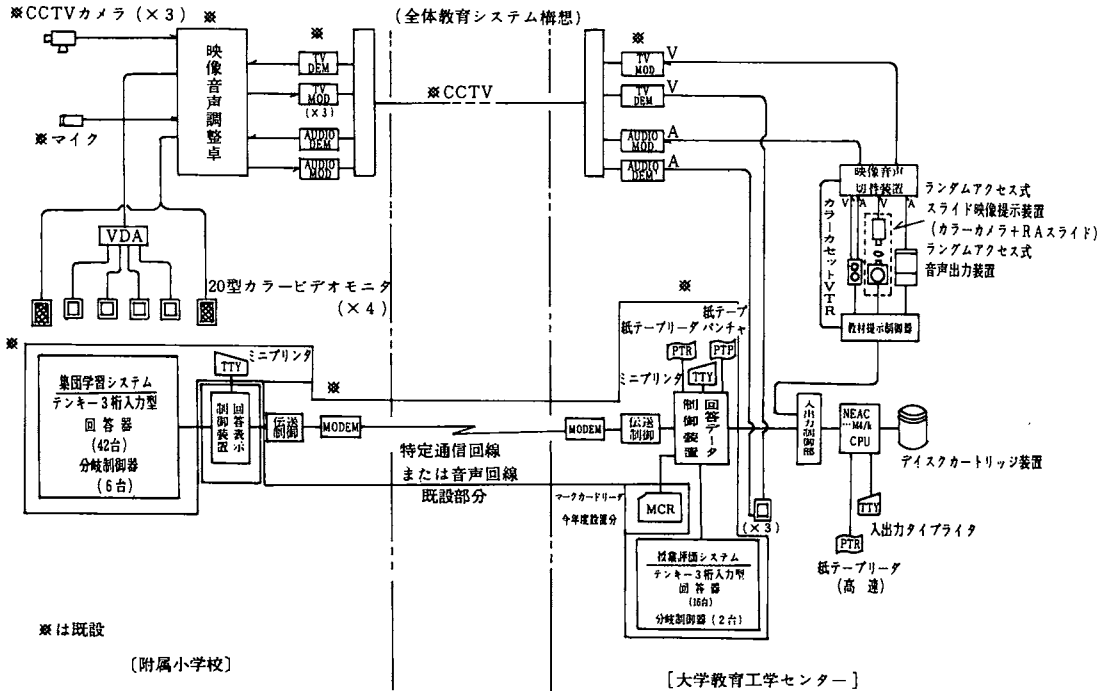 (全体教育システム構想)
※CCTVカメラ(×3)
※
映像音声調整卓
※マイク
※
TV DEM
TV MOD
(×3)
AUDIO DEM
AUDIO MOD
※CCTV
※
TV MOD
V
TV DEM
V
AUDIO MOD
A
AUDIO DEM
A
映像音声
切換装置
V
A
V
A
ランダムアクセス式
スライド映像提示装置
(カラーカメラ+RAスライド)
ランダムアクセス式
音声出力装置
カラーカセットVTR
教材提示制御器
VDA
20型カラービデオモニタ
(×4)
※
集団学習システム
テンキー3桁入力型
回答器
(42台)
分岐制御器
(6台)
TTY
ミニプリンタ
回答表示
制御装置
※
伝送
制御
MODEM
特定通信回線
または音声回線
既設部分
MODEM
伝送
制御
※
紙テープリーダ
紙テープ
パンチャ
PTR
PTP
ミニプリンタ
TTY
回答データ
制御装置
マークカードリーダ
今年度設置分
MCR
(×3)
授業評価システム
テンキー3桁入力型
回答器
(16台)
分岐制御器(2台)
入出力制御部
NEAC
…M4/k
CPU
ディスクカートリッジ装置
TTY
入出力タイプライタ
PTR
紙テープリーダ
(高速)
※は既設
〔附属小学校〕
[大学教育工学センター]